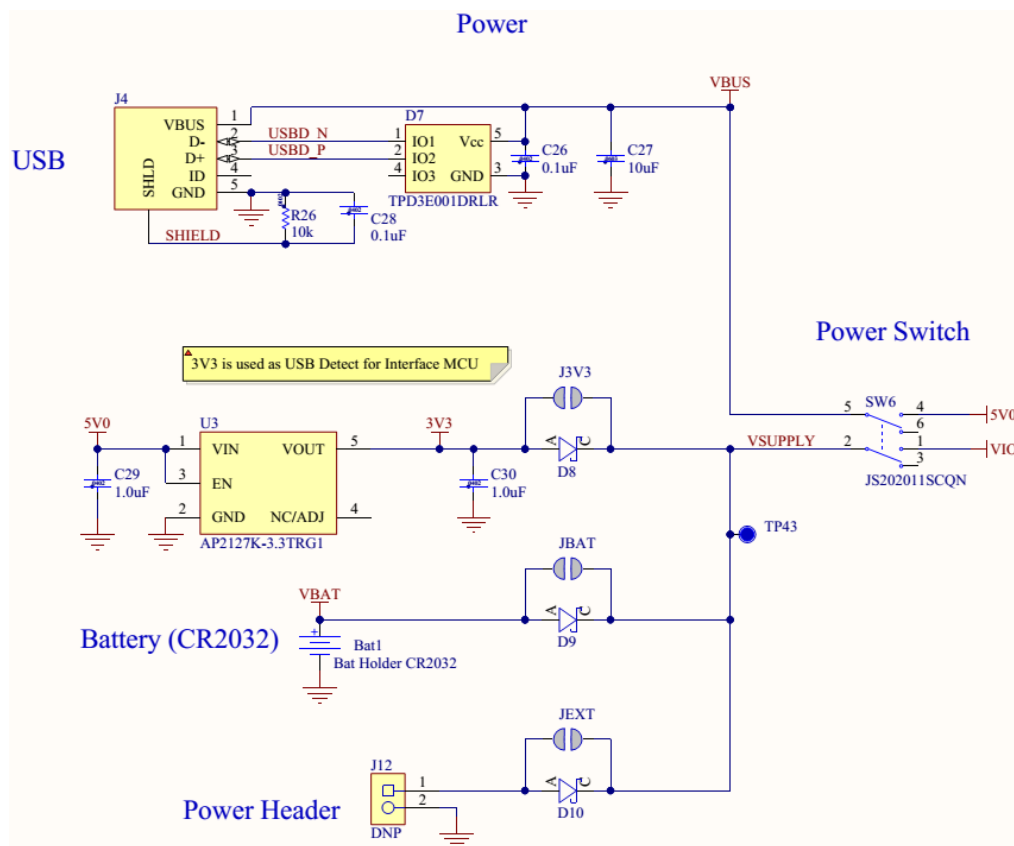 Power
VBUS
J4
D7
VBUS 1
D- 2 USBD_N 1 IO1 Vcc 5
D+ 3 USBD_P 2 IO2
ID 4 4 IO3 GND 3
GND 5
SHLD
TPD3E001DRLR
C26
0.1uF
C27
10uF
USB
R26
10k
C28
0.1uF
SHIELD
Power Switch
3V3 is used as USB Detect for Interface MCU
J3V3
SW6
5V0 U3 3V3
5 4 5V0
6
1 VIN VOUT 5
A C
D8
VSUPPLY 2 1 VIO
3
JS202011SCQN
C29
1.0uF
3 EN
C30
1.0uF
2 GND NC/ADJ 4
AP2127K-3.3TRG1
TP43
JBAT
VBAT
A C
D9
Battery (CR2032)
+
Bat1
Bat Holder CR2032
JEXT
J12
1
2
A C
D10
Power Header
DNP